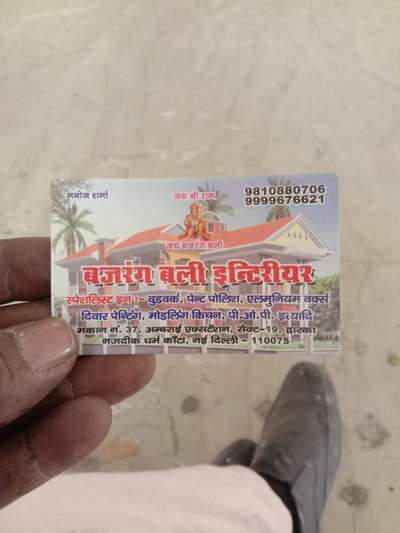 मनोज शर्मा
जय श्री राम
9810880706
9999676621
जय बजरंग बली
बजरंग बली इन्टिरीयर
स्पेशलिस्ट इन :- वुडवर्क, पेन्ट पोलिश, एलमुनियम वर्क्स
दिवार पेन्टिंग, मोडलिंग किचन, पी.ओ.पी. इत्यादि
मकान नं. 37, अम्बराई एक्सटेंशन, सेक्ट-19, द्वारका
नजदीक धर्म काँटा, नई दिल्ली - 110075